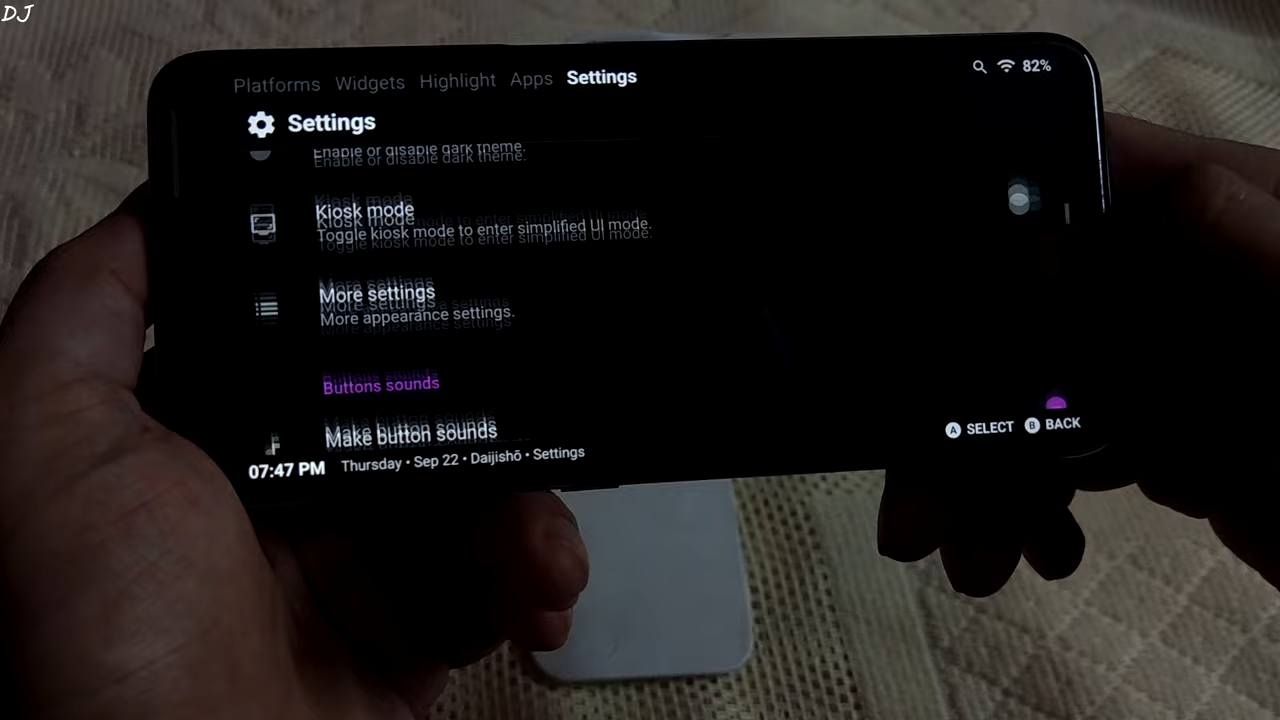 DJ
Platforms Widgets Highlight Apps Settings
82%
Settings
Enable or disable dark theme.
Kiosk mode
Toggle kiosk mode to enter simplified UI mode.
More settings
More appearance settings.
Buttons sounds
Make button sounds
A SELECT B BACK
07:47 PM Thursday • Sep 22 • Daijishō • Settings